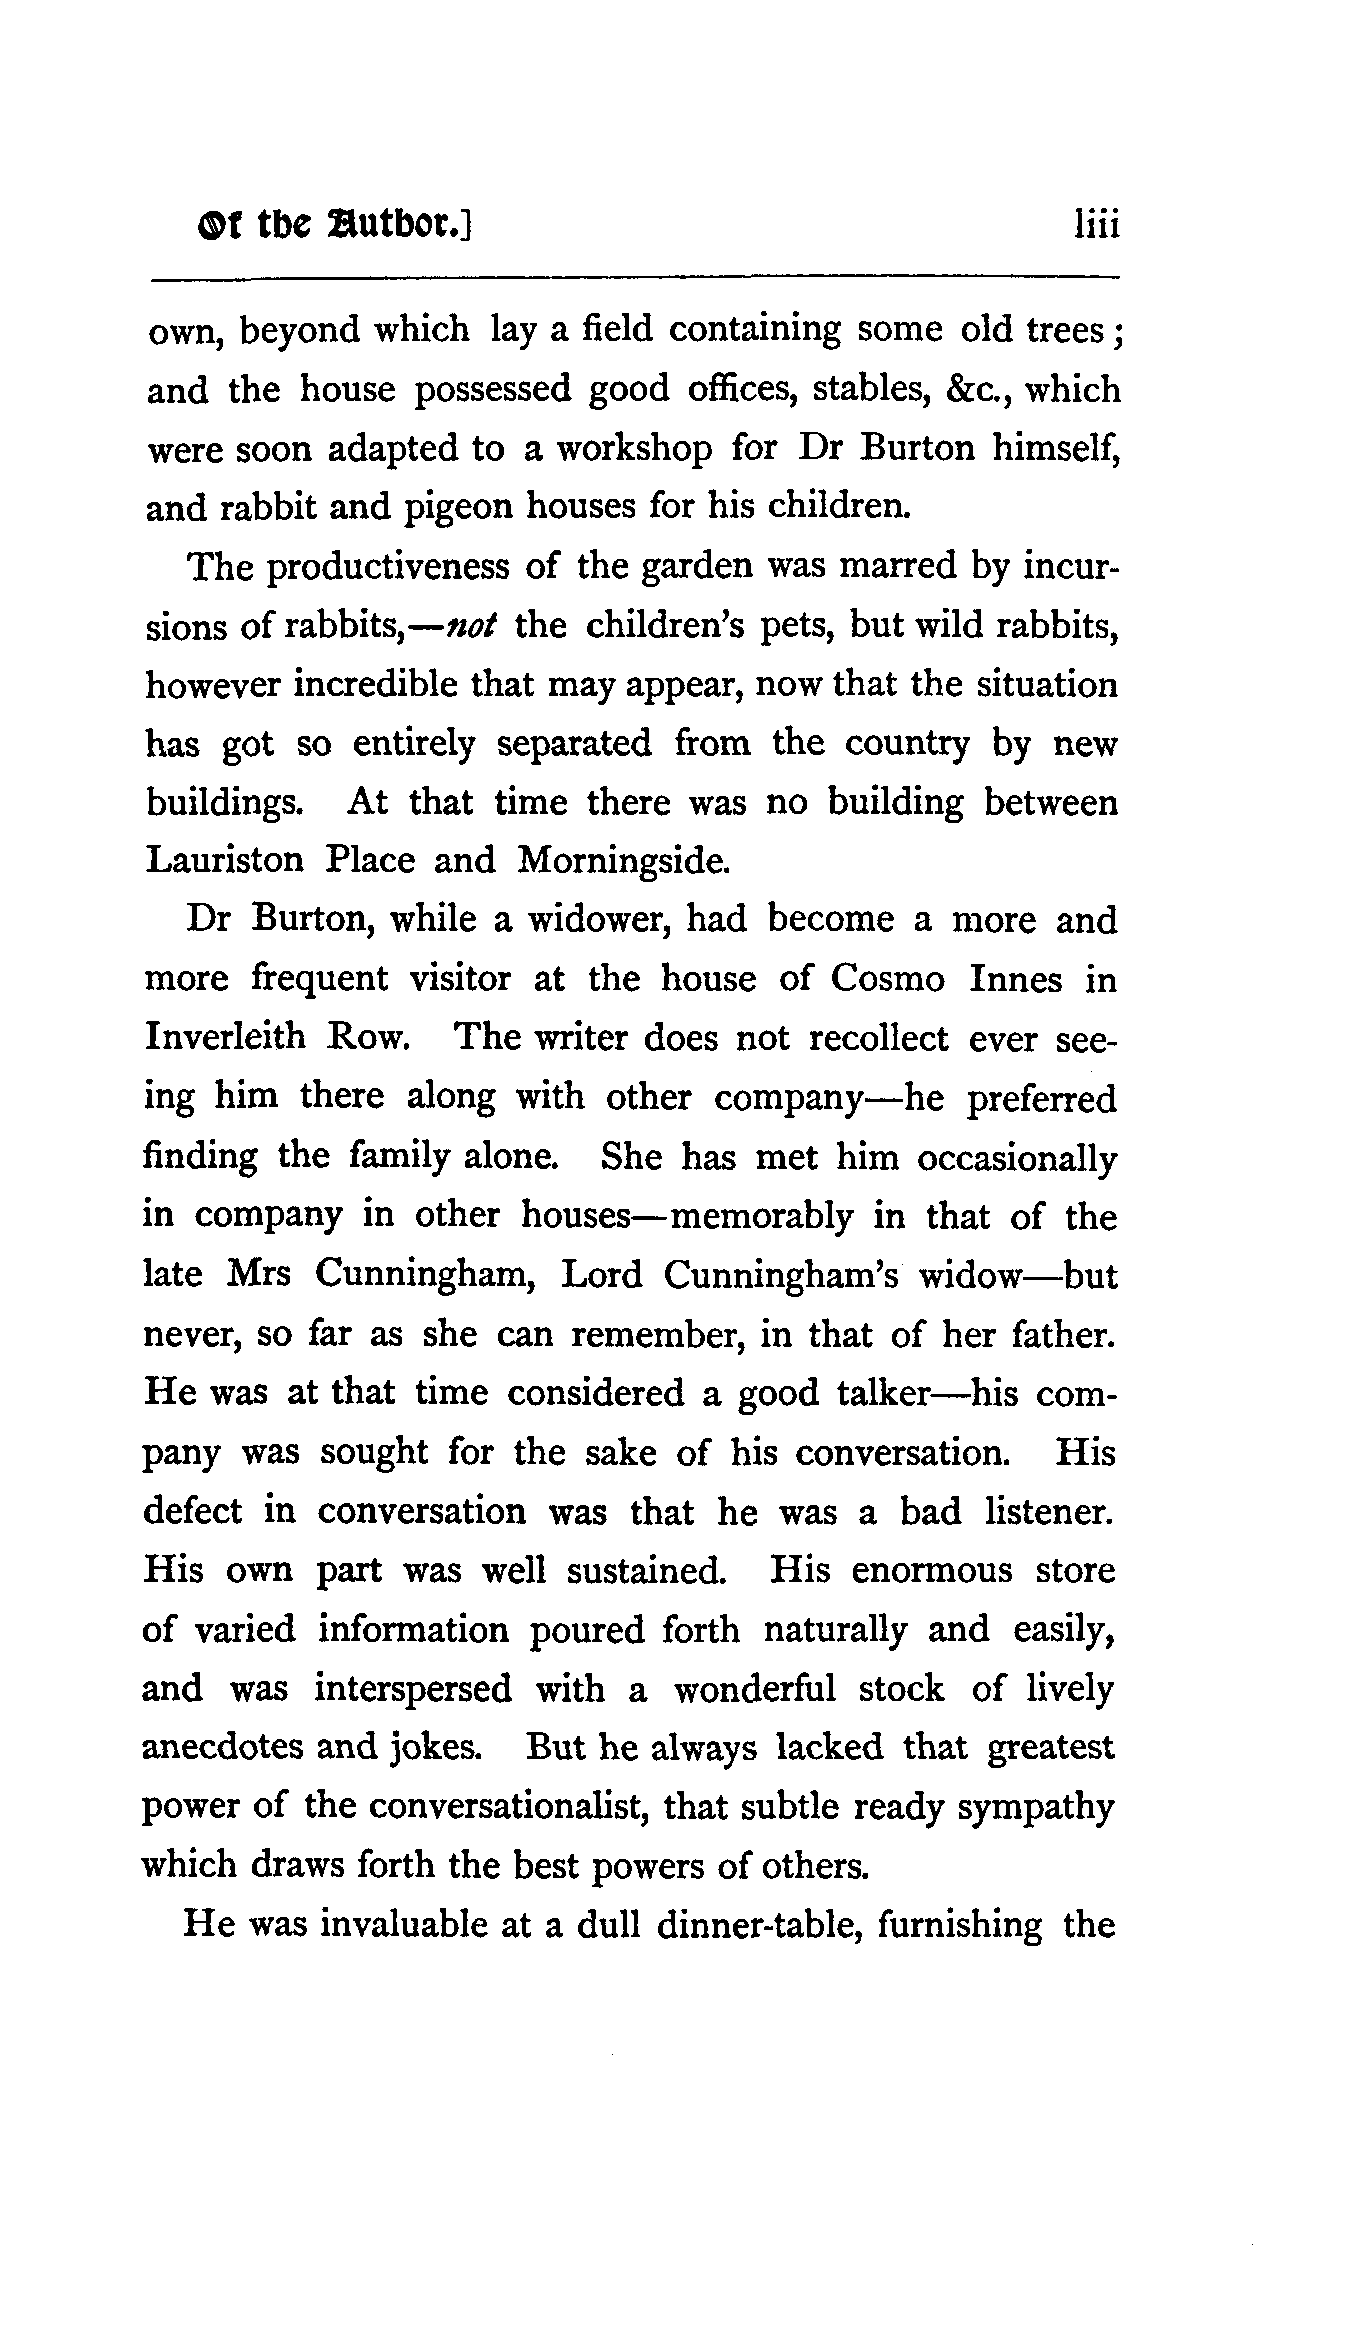 Of the Author.] liii
own, beyond which lay a field containing some old trees;
and the house possessed good offices, stables, &c., which
were soon adapted to a workshop for Dr Burton himself,
and rabbit and pigeon houses for his children.
The productiveness of the garden was marred by incur-
sions of rabbits,—not the children's pets, but wild rabbits,
however incredible that may appear, now that the situation
has got so entirely separated from the country by new
buildings. At that time there was no building between
Lauriston Place and Morningside.
Dr Burton, while a widower, had become a more and
more frequent visitor at the house of Cosmo Innes in
Inverleith Row. The writer does not recollect ever see-
ing him there along with other company—he preferred
finding the family alone. She has met him occasionally
in company in other houses—memorably in that of the
late Mrs Cunningham, Lord Cunningham's widow—but
never, so far as she can remember, in that of her father.
He was at that time considered a good talker—his com-
pany was sought for the sake of his conversation. His
defect in conversation was that he was a bad listener.
His own part was well sustained. His enormous store
of varied information poured forth naturally and easily,
and was interspersed with a wonderful stock of lively
anecdotes and jokes. But he always lacked that greatest
power of the conversationalist, that subtle ready sympathy
which draws forth the best powers of others.
He was invaluable at a dull dinner-table, furnishing the